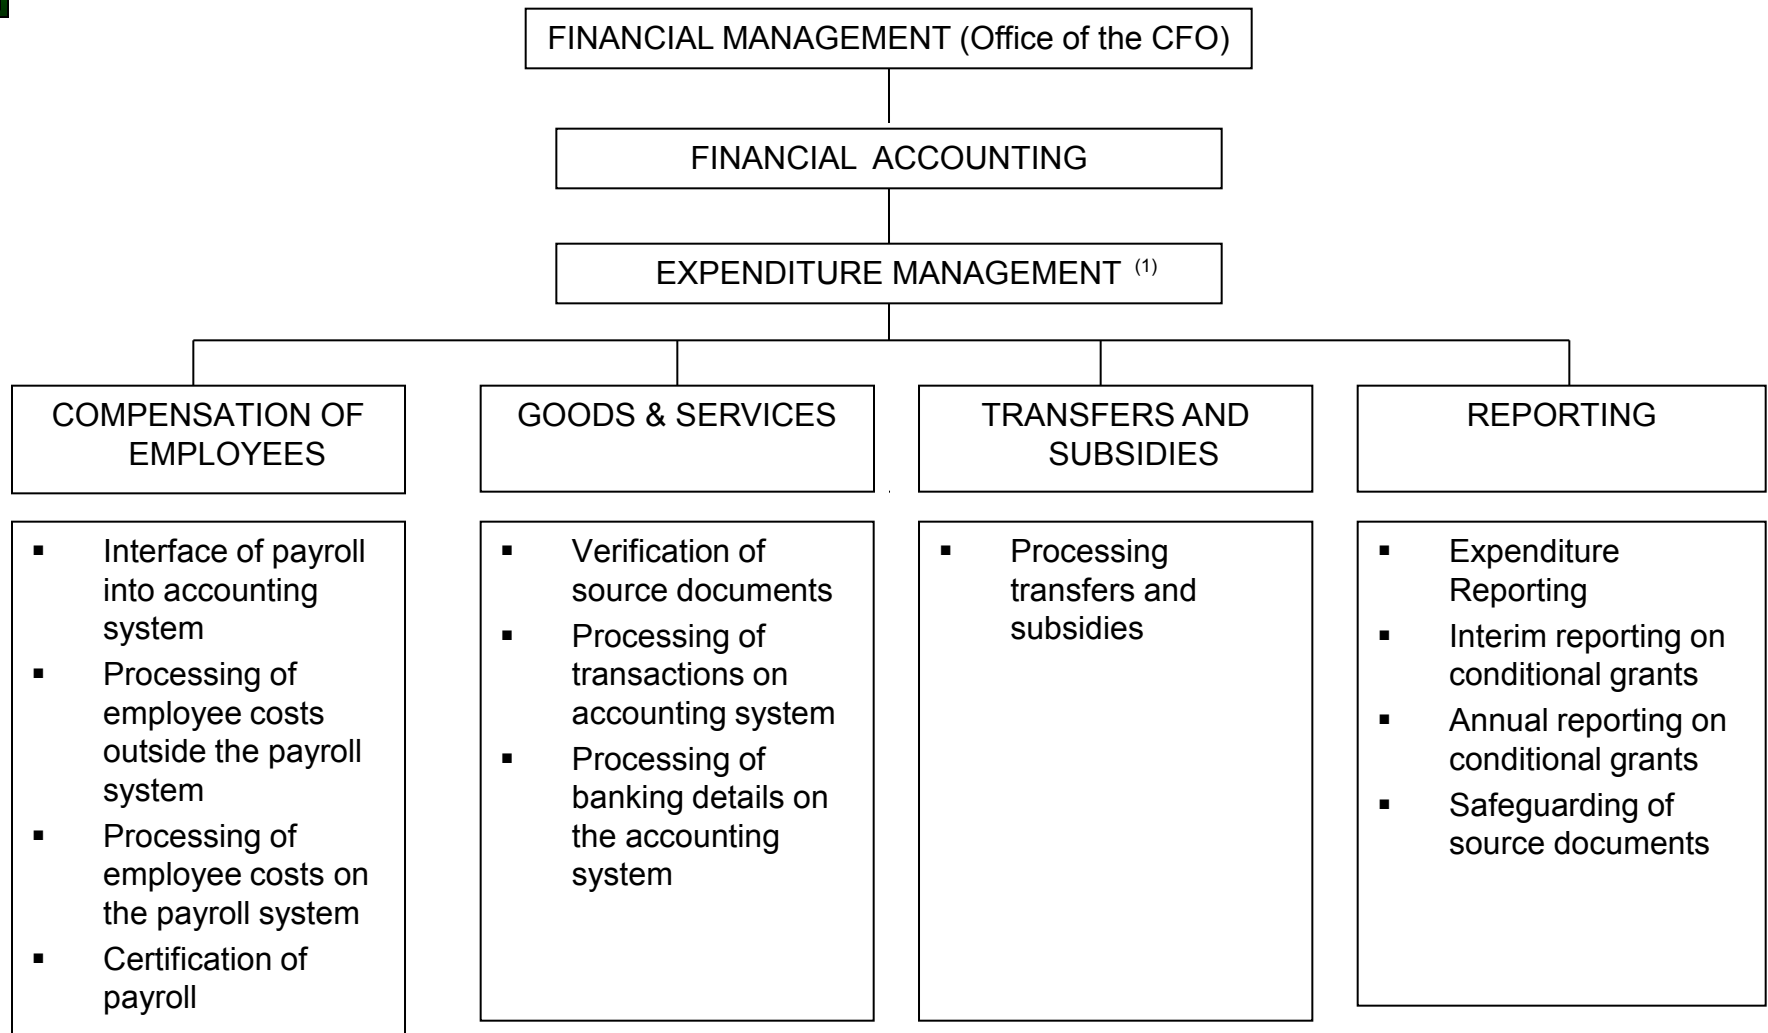 FINANCIAL MANAGEMENT (Office of the CFO)
FINANCIAL ACCOUNTING
EXPENDITURE MANAGEMENT (1)
COMPENSATION OF
EMPLOYEES
GOODS & SERVICES
TRANSFERS AND
SUBSIDIES
REPORTING
▪ Interface of payroll
into accounting
system
▪ Processing of
employee costs
outside the payroll
system
▪ Processing of
employee costs on
the payroll system
▪ Certification of
payroll
▪ Verification of
source documents
▪ Processing of
transactions on
accounting system
▪ Processing of
banking details on
the accounting
system
▪ Processing
transfers and
subsidies
▪ Expenditure
Reporting
▪ Interim reporting on
conditional grants
▪ Annual reporting on
conditional grants
▪ Safeguarding of
source documents